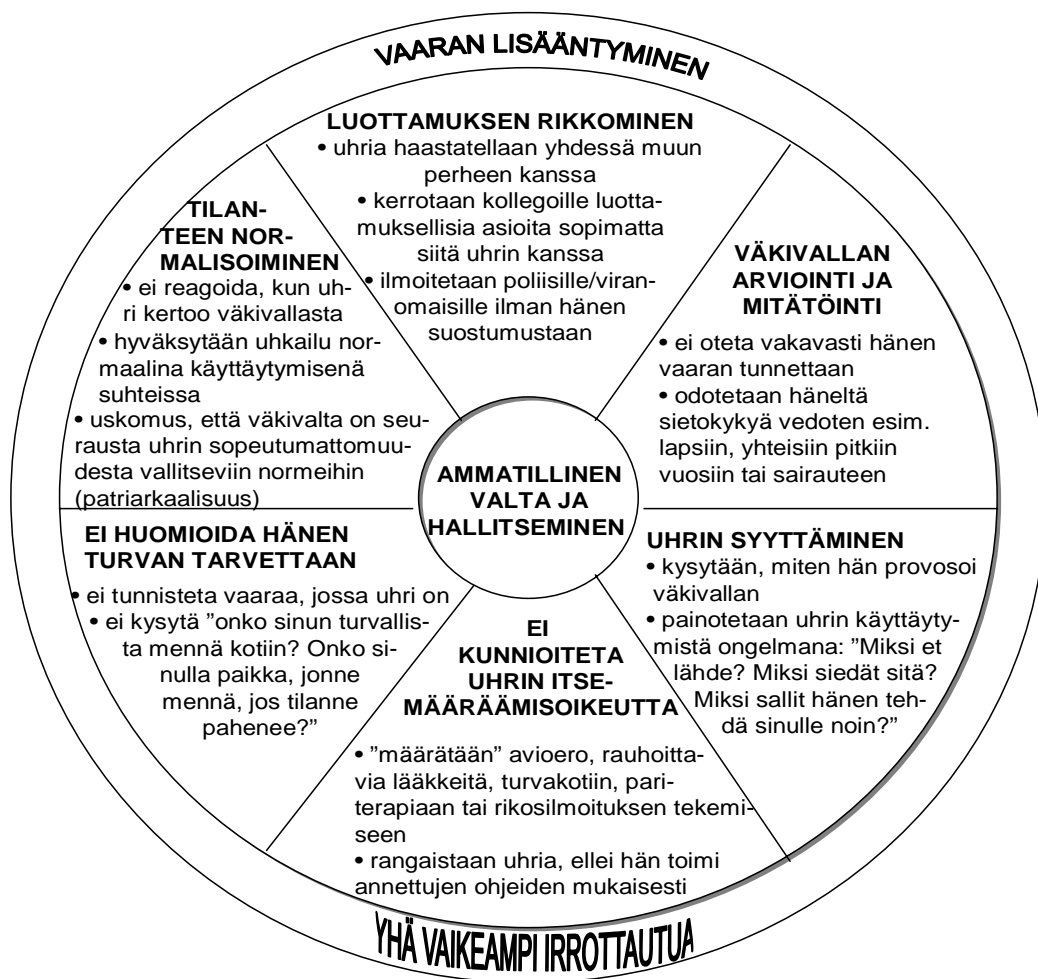 VAARAN LISÄÄNTYMINEN
LUOTTAMUKSEN RIKKOMINEN
• uhria haastatellaan yhdessä muun
perheen kanssa
• kerrotaan kollegoille luotta-
muksellisia asioita sopimatta
siitä uhrin kanssa
• ilmoitetaan poliisille/viran-
omaisille ilman hänen
suostumustaan
VÄKIVALLAN
ARVIOINTI JA
MITÄTÖINTI
• ei oteta vakavasti hänen
vaaran tunnettaan
• odotetaan häneltä
sietokykyä vedoten esim.
lapsiin, yhteisiin pitkiin
vuosiin tai sairauteen
UHRIN SYYTTÄMINEN
• kysytään, miten hän provosoi
väkivallan
• painotetaan uhrin käyttäyty-
mistä ongelmana: ”Miksi et
lähde? Miksi siedät sitä?
Miksi sallit hänen teh-
dä sinulle noin?”
EI
KUNNIOITETA
UHRIN ITSE-
MÄÄRÄÄMISOIKEUTTA
• ”määrätään” avioero, rauhoitta-
via lääkkeitä, turvakotiin, pari-
terapiaan tai rikosilmoituksen tekemi-
seen
• rangaistaan uhria, ellei hän toimi
annettujen ohjeiden mukaisesti
EI HUOMIOIDA HÄNEN
TURVAN TARVETTAAN
• ei tunnisteta vaaraa, jossa uhri on
• ei kysytä ”onko sinun turvallis-
ta mennä kotiin? Onko si-
nulla paikka, jonne
mennä, jos tilanne
pahenee?”
TILAN-
TEEN NOR-
MALISOIMINEN
• ei reagoida, kun uh-
ri kertoo väkivallasta
• hyväksytään uhkailu nor-
maalina käyttäytymisenä
suhteissa
• uskomus, että väkivalta on seu-
rausta uhrin sopeutumattomuu-
desta vallitseviin normeihin
(patriarkaalisuus)
AMMATILLINEN
VALTA JA
HALLITSEMINEN
YHÄ VAIKEAMPI IRROTTAUTUA